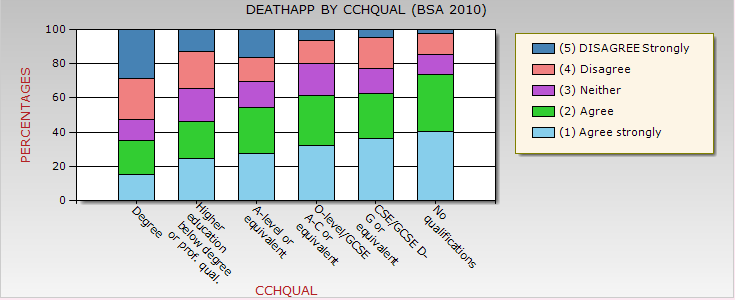 DEATHAPP BY CCHQUAL (BSA 2010)
PERCENTAGES
100
80
60
40
20
0
Degree
Higher
education
below degree
or prof. qual.
A-level or
equivalent
O-level/GCSE
A-C or
equivalent
CSE/GCSE D-
G or
equivalent
No
qualifications
CCHQUAL
(5) DISAGREE Strongly
(4) Disagree
(3) Neither
(2) Agree
(1) Agree strongly